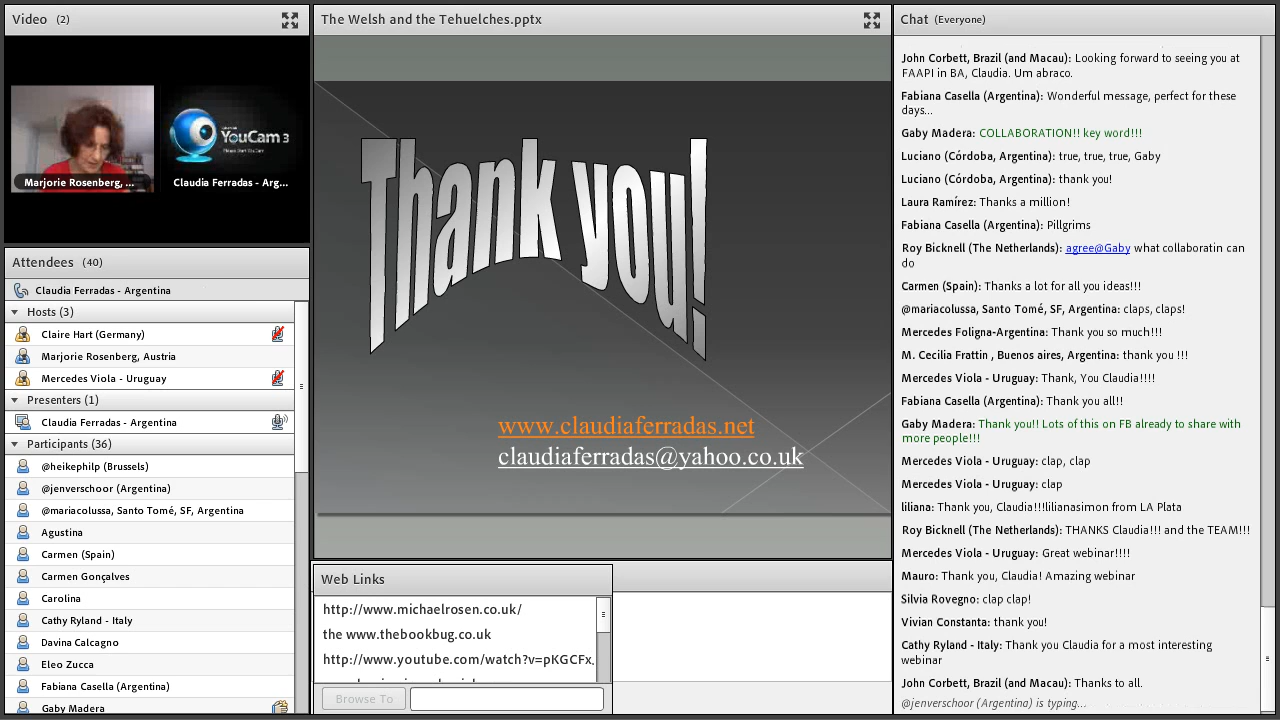 Video (2)
YouCam 3
Marjorie Rosenberg, ...
Claudia Ferradas - Arg...
Attendees (40)
Claudia Ferradas - Argentina
Hosts (3)
Claire Hart (Germany)
Marjorie Rosenberg, Austria
Mercedes Viola - Uruguay
Presenters (1)
Claudia Ferradas - Argentina
Participants (36)
@heikephilp (Brussels)
@jenverschoor (Argentina)
@mariacolussa, Santo Tomé, SF, Argentina
Agustina
Carmen (Spain)
Carmen Gonçalves
Carolina
Cathy Ryland - Italy
Davina Calcagno
Eleo Zucca
Fabiana Casella (Argentina)
Gaby Madera
The Welsh and the Tehuelches.pptx
Thank you!
www.claudiaferradas.net
claudiaferradas@yahoo.co.uk
Web Links
http://www.michaelrosen.co.uk/
the www.thebookbug.co.uk
http://www.youtube.com/watch?v=pKGCFx
Browse To
Chat (Everyone)
John Corbett, Brazil (and Macau): Looking forward to seeing you at
FAAPI in BA, Claudia. Um abraco.
Fabiana Casella (Argentina): Wonderful message, perfect for these
days...
Gaby Madera: COLLABORATION!! key word!!!
Luciano (Córdoba, Argentina): true, true, true, Gaby
Luciano (Córdoba, Argentina): thank you!
Laura Ramírez: Thanks a million!
Fabiana Casella (Argentina): Pillgrims
Roy Bicknell (The Netherlands): agree@Gaby what collaboratin can
do
Carmen (Spain): Thanks a lot for all you ideas!!!
@mariacolussa, Santo Tomé, SF, Argentina: claps, claps!
Mercedes Foligna-Argentina: Thank you so much!!!
M. Cecilia Frattin , Buenos aires, Argentina: thank you !!!
Mercedes Viola - Uruguay: Thank, You Claudia!!!!
Fabiana Casella (Argentina): Thank you all!!
Gaby Madera: Thank you!! Lots of this on FB already to share with
more people!!!
Mercedes Viola - Uruguay: clap, clap
Mercedes Viola - Uruguay: clap
liliana: Thank you, Claudia!!!lilianasimon from LA Plata
Roy Bicknell (The Netherlands): THANKS Claudia!!! and the TEAM!!!
Mercedes Viola - Uruguay: Great webinar!!!!
Mauro: Thank you, Claudia! Amazing webinar
Silvia Rovegno: clap clap!
Vivian Constanta: thank you!
Cathy Ryland - Italy: Thank you Claudia for a most interesting
webinar
John Corbett, Brazil (and Macau): Thanks to all.
@jenverschoor (Argentina) is typing...